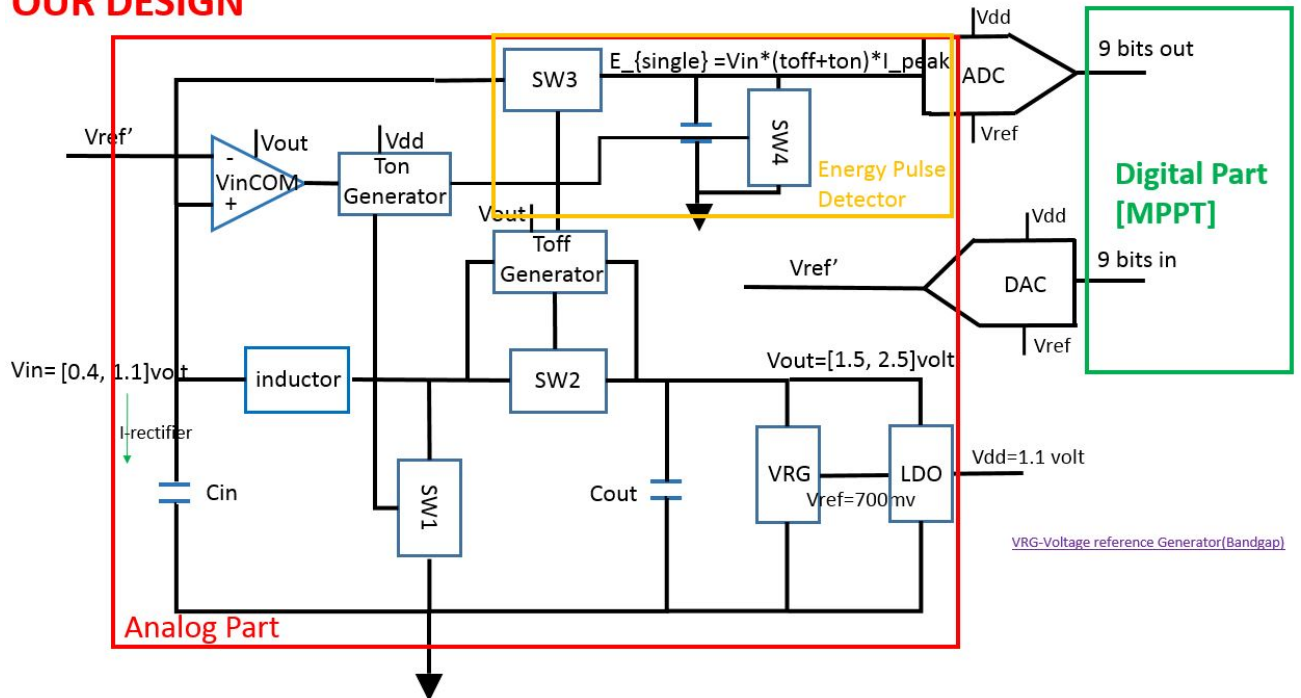 OUR DESIGN
Vdd
9 bits out
SW3
E_{single} =Vin*(toff+ton)*I_peak
ADC
Vref’
Vout
Vdd
SW4
Vref
-
VinCOM
+
Ton
Generator
Energy Pulse
Detector
Digital Part
[MPPT]
Vout
Toff
Generator
Vdd
Vref’
DAC
9 bits in
Vref
Vin= [0.4, 1.1]volt
inductor
SW2
Vout=[1.5, 2.5]volt
I-rectifier
Cin
SW1
Cout
VRG
LDO
Vdd=1.1 volt
Vref=700mv
VRG-Voltage reference Generator(Bandgap)
Analog Part